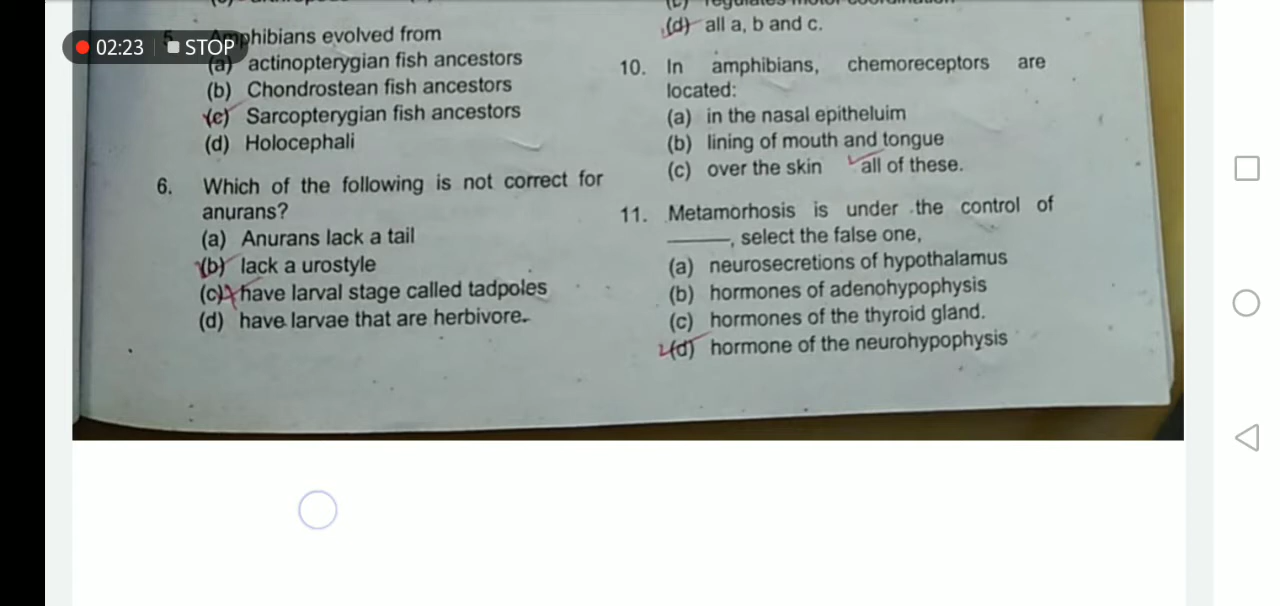 02:23 STOP
5. Amphibians evolved from
(a) actinopterygian fish ancestors
(b) Chondrostean fish ancestors
(c) Sarcopterygian fish ancestors
(d) Holocephali
6. Which of the following is not correct for
anurans?
(a) Anurans lack a tail
(b) lack a urostyle
(c) have larval stage called tadpoles
(d) have larvae that are herbivore.
(d) all a, b and c.
10. In amphibians, chemoreceptors are
located:
(a) in the nasal epitheluim
(b) lining of mouth and tongue
(c) over the skin all of these.
11. Metamorhosis is under the control of
______, select the false one,
(a) neurosecretions of hypothalamus
(b) hormones of adenohypophysis
(c) hormones of the thyroid gland.
(d) hormone of the neurohypophysis